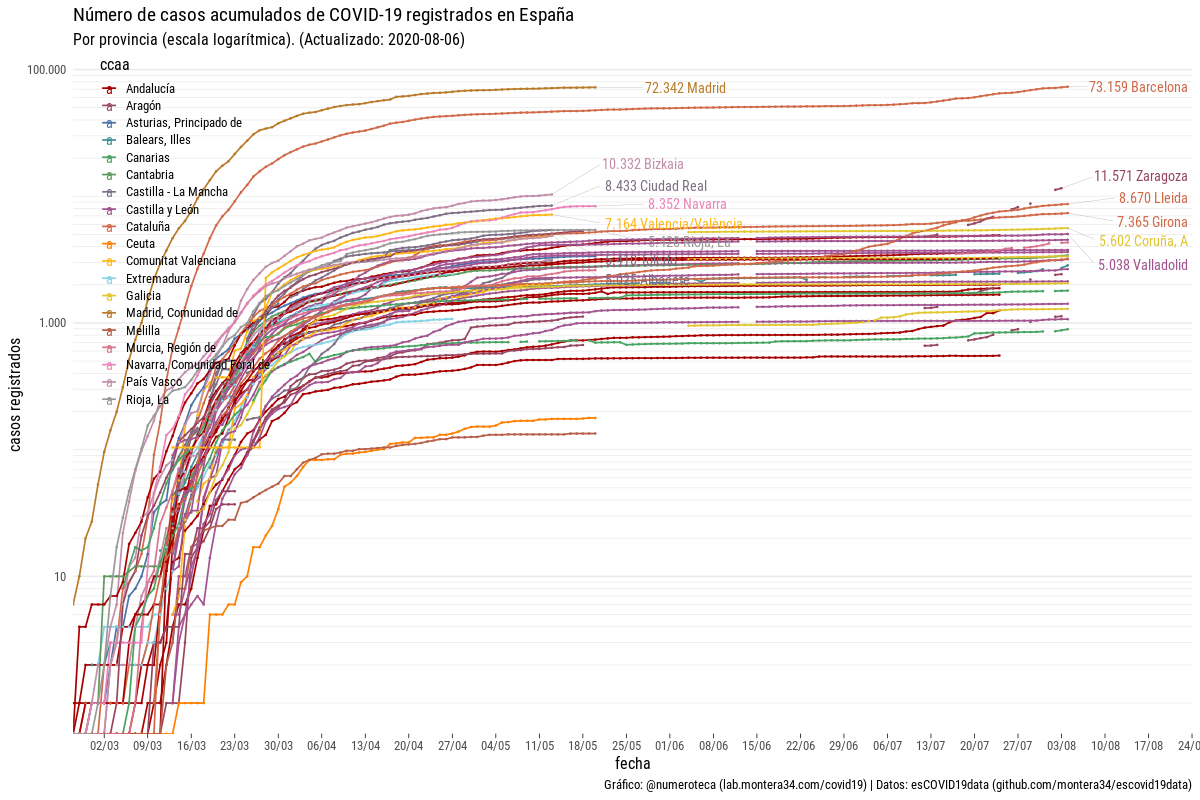 Número de casos acumulados de COVID-19 registrados en España
Por provincia (escala logarítmica). (Actualizado: 2020-08-06)
ccaa
Andalucía
Aragón
Asturias, Principado de
Balears, Illes
Canarias
Cantabria
Castilla - La Mancha
Castilla y León
Cataluña
Ceuta
Comunitat Valenciana
Extremadura
Galicia
Madrid, Comunidad de
Melilla
Murcia, Región de
Navarra, Comunidad Foral de
País Vasco
Rioja, La
100.000
1.000
10
casos registrados
72.342 Madrid
73.159 Barcelona
10.332 Bizkaia
8.433 Ciudad Real
8.352 Navarra
7.164 Valencia/València
Rioja, La
11.571 Zaragoza
8.670 Lleida
7.365 Girona
5.602 Coruña, A
5.038 Valladolid
02/03 09/03 16/03 23/03 30/03 06/04 13/04 20/04 27/04 04/05 11/05 18/05 25/05 01/06 08/06 15/06 22/06 29/06 06/07 13/07 20/07 27/07 03/08 10/08 17/08 24/0
fecha
Gráfico: @numeroteca (lab.montera34.com/covid19) | Datos: esCOVID19data (github.com/montera34/escovid19data)